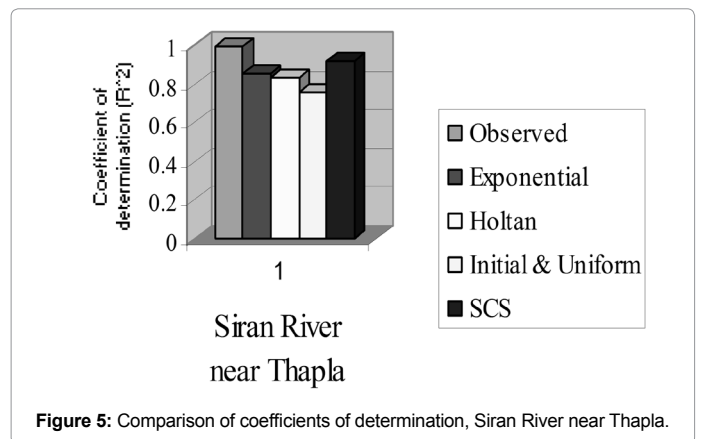 Coefficient of
determination (R^2)
1
0.8
0.6
0.4
0.2
0
1
Siran River
near Thapla
Observed
Exponential
Holtan
Initial & Uniform
SCS
Figure 5: Comparison of coefficients of determination, Siran River near Thapla.